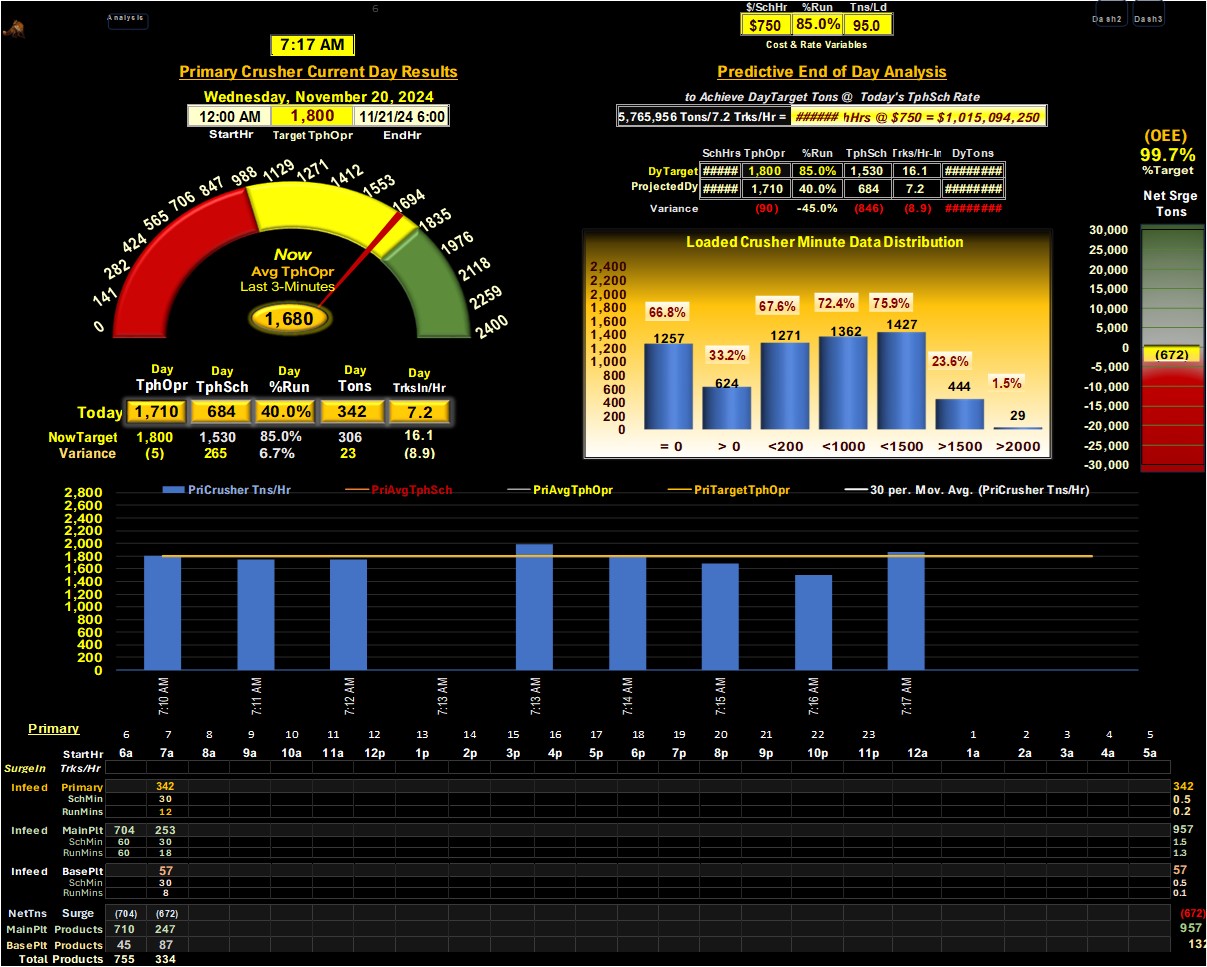 6
Analysis
$/SchHr %Run Tns/Ld
$750 85.0% 95.0
Cost & Rate Variables
Dash2 Dash3
7:17 AM
Primary Crusher Current Day Results
Wednesday, November 20, 2024
12:00 AM 1,800 11/21/24 6:00
StartHr Target TphOpr EndHr
0 141 282 424 565 706 847 988 1129 1271 1412 1553 1694 1835 1976 2118 2259 2400
Now
Avg TphOpr
Last 3-Minutes
1,680
Day Day Day Day Day
TphOpr TphSch %Run Tons TrksIn/Hr
Today 1,710 684 40.0% 342 7.2
NowTarget 1,800 1,530 85.0% 306 16.1
Variance (5) 265 6.7% 23 (8.9)
Predictive End of Day Analysis
to Achieve DayTarget Tons @ Today's TphSch Rate
5,765,956 Tons/7.2 Trks/Hr = ###### hHrs @ $750 = $1,015,094,250
SchHrs TphOpr %Run TphSch Trks/Hr-In DyTons
DyTarget ##### 1,800 85.0% 1,530 16.1 ########
ProjectedDy ##### 1,710 40.0% 684 7.2 ########
Variance (90) -45.0% (846) (8.9) ########
Loaded Crusher Minute Data Distribution
2,400
2,200
2,000
1,800
1,600
1,400
1,200
1,000
800
600
400
200
0
66.8% 33.2% 67.6% 72.4% 75.9% 23.6% 1.5%
1257 624 1271 1362 1427 444 29
= 0 > 0 <200 <1000 <1500 >1500 >2000
(OEE)
99.7%
%Target
Net Srge
Tons
30,000
25,000
20,000
15,000
10,000
5,000
0
(672)
-5,000
-10,000
-15,000
-20,000
-25,000
-30,000
PriCrusher Tns/Hr PriAvgTphSch PriAvgTphOpr PriTargetTphOpr 30 per. Mov. Avg. (PriCrusher Tns/Hr)
2,800
2,600
2,400
2,200
2,000
1,800
1,600
1,400
1,200
1,000
800
600
400
200
0
7:10 AM 7:11 AM 7:12 AM 7:13 AM 7:13 AM 7:14 AM 7:15 AM 7:16 AM 7:17 AM
Primary
6 7 8 9 10 11 12 13 14 15 16 17 18 19 20 21 22 23 1 2 3 4 5
StartHr 6a 7a 8a 9a 10a 11a 12p 1p 2p 3p 4p 5p 6p 7p 8p 9p 10p 11p 12a 1a 2a 3a 4a 5a
SurgeIn Trks/Hr
Infeed Primary 342 342
SchMin 30 0.5
RunMins 12 0.2
Infeed MainPlt 704 253 957
SchMin 60 30 1.5
RunMins 60 18 1.3
Infeed BasePlt 57 57
SchMin 30 0.5
RunMins 8 0.1
NetTns Surge (704) (672) (672)
MainPlt Products 710 247 957
BasePlt Products 45 87 132
Total Products 755 334